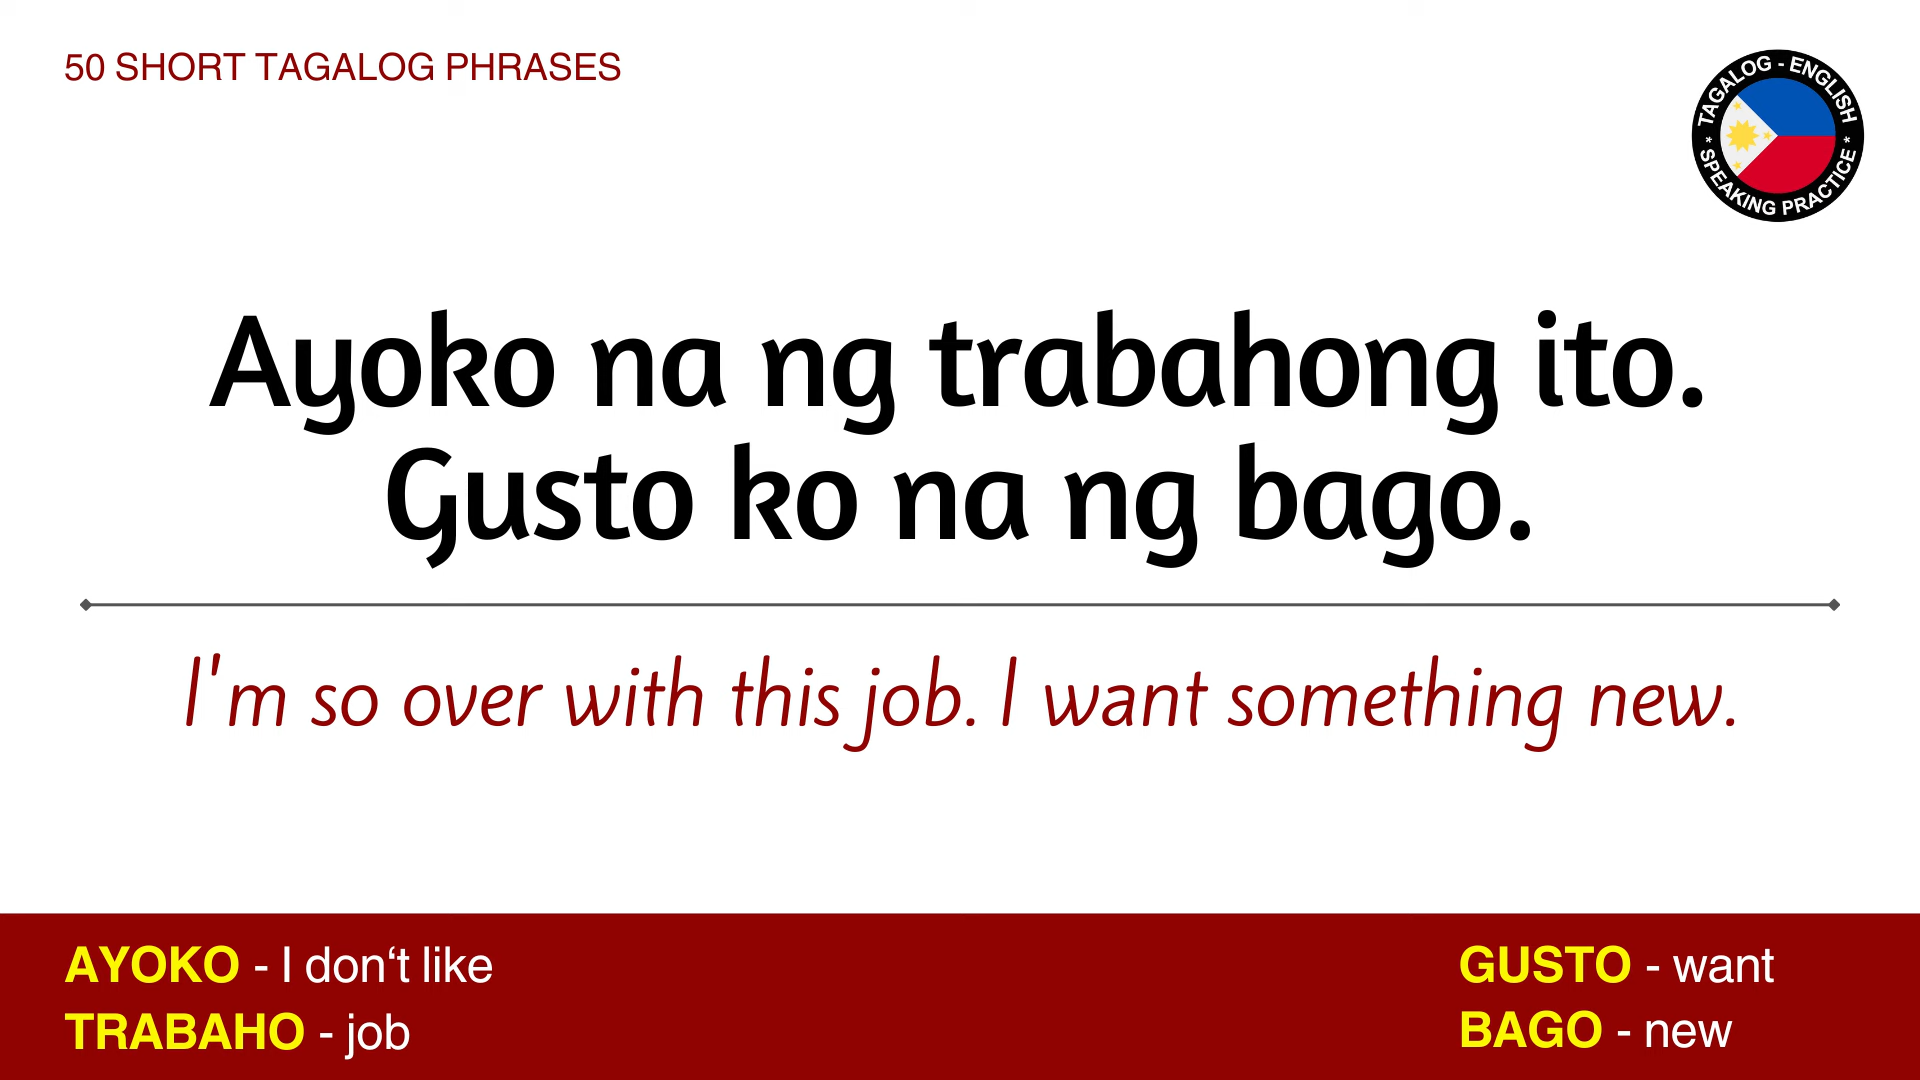 50 SHORT TAGALOG PHRASES
TAGALOG - ENGLISH
* SPEAKING PRACTICE *
Ayoko na ng trabahong ito.
Gusto ko na ng bago.
I'm so over with this job. I want something new.
AYOKO - I don‘t like
TRABAHO - job
GUSTO - want
BAGO - new